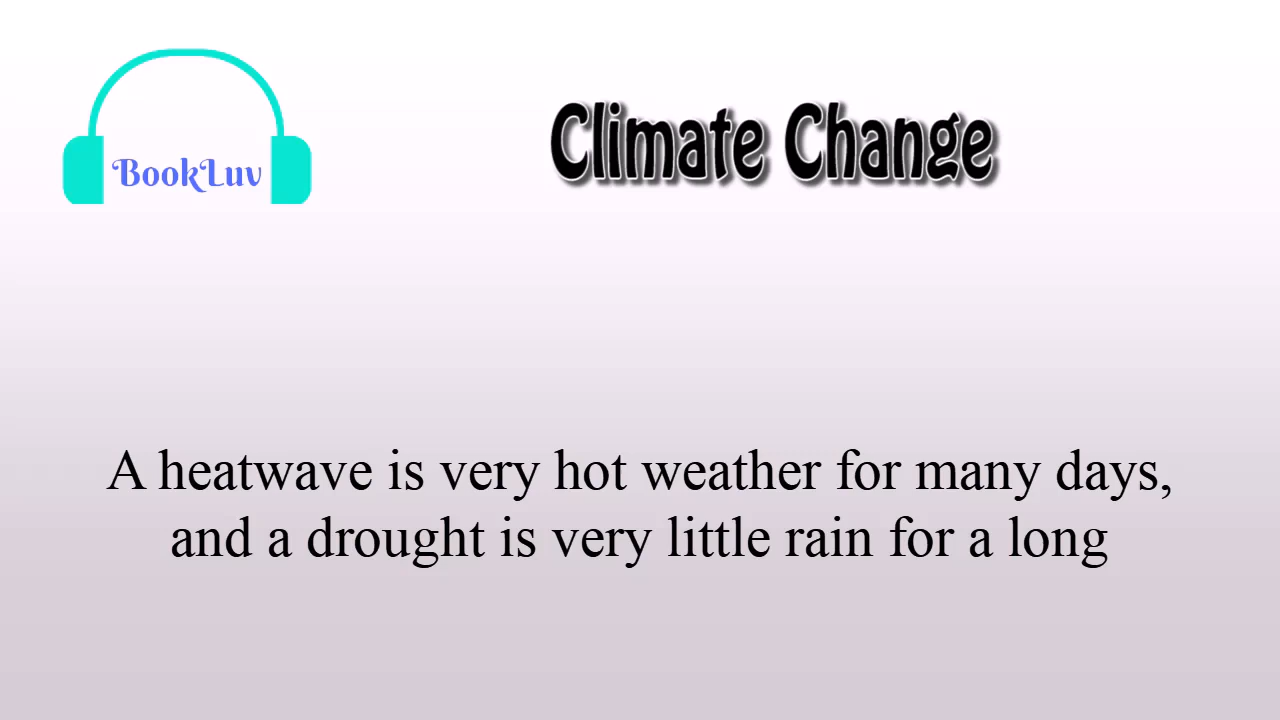 BookLuv
Climate Change
A heatwave is very hot weather for many days,
and a drought is very little rain for a long